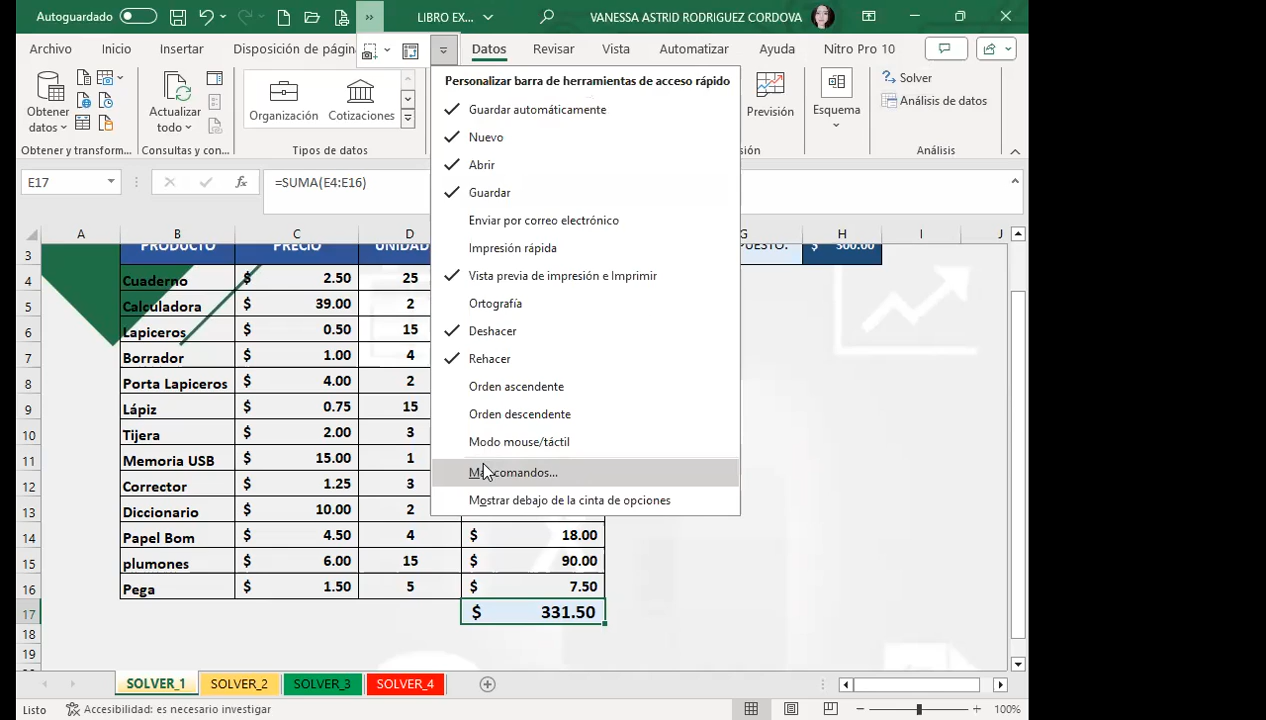 Autoguardado
LIBRO EX...
VANESSA ASTRID RODRIGUEZ CORDOVA
Archivo Inicio Insertar Disposición de página Datos Revisar Vista Automatizar Ayuda Nitro Pro 10
Obtener datos
Actualizar todo
Organización
Cotizaciones
Previsión
Esquema
Solver
Análisis de datos
Obtener y transform...
Consultas y con...
Tipos de datos
Análisis
Personalizar barra de herramientas de acceso rápido
Guardar automáticamente
Nuevo
Abrir
Guardar
Enviar por correo electrónico
Impresión rápida
Vista previa de impresión e Imprimir
Ortografía
Deshacer
Rehacer
Orden ascendente
Orden descendente
Modo mouse/táctil
Más comandos...
Mostrar debajo de la cinta de opciones
E17
fx
=SUMA(E4:E16)
A B C D G H I J
3 PRODUCTO PRECIO UNIDAD PUESTO: $ 300.00
4 Cuaderno $ 2.50 25
5 Calculadora $ 39.00 2
6 Lapiceros $ 0.50 15
7 Borrador $ 1.00 4
8 Porta Lapiceros $ 4.00 2
9 Lápiz $ 0.75 15
10 Tijera $ 2.00 3
11 Memoria USB $ 15.00 1
12 Corrector $ 1.25 3
13 Diccionario $ 10.00 2
14 Papel Bom $ 4.50 4 $ 18.00
15 plumones $ 6.00 15 $ 90.00
16 Pega $ 1.50 5 $ 7.50
17 $ 331.50
18
19
SOLVER_1 SOLVER_2 SOLVER_3 SOLVER_4
Listo Accesibilidad: es necesario investigar 100%